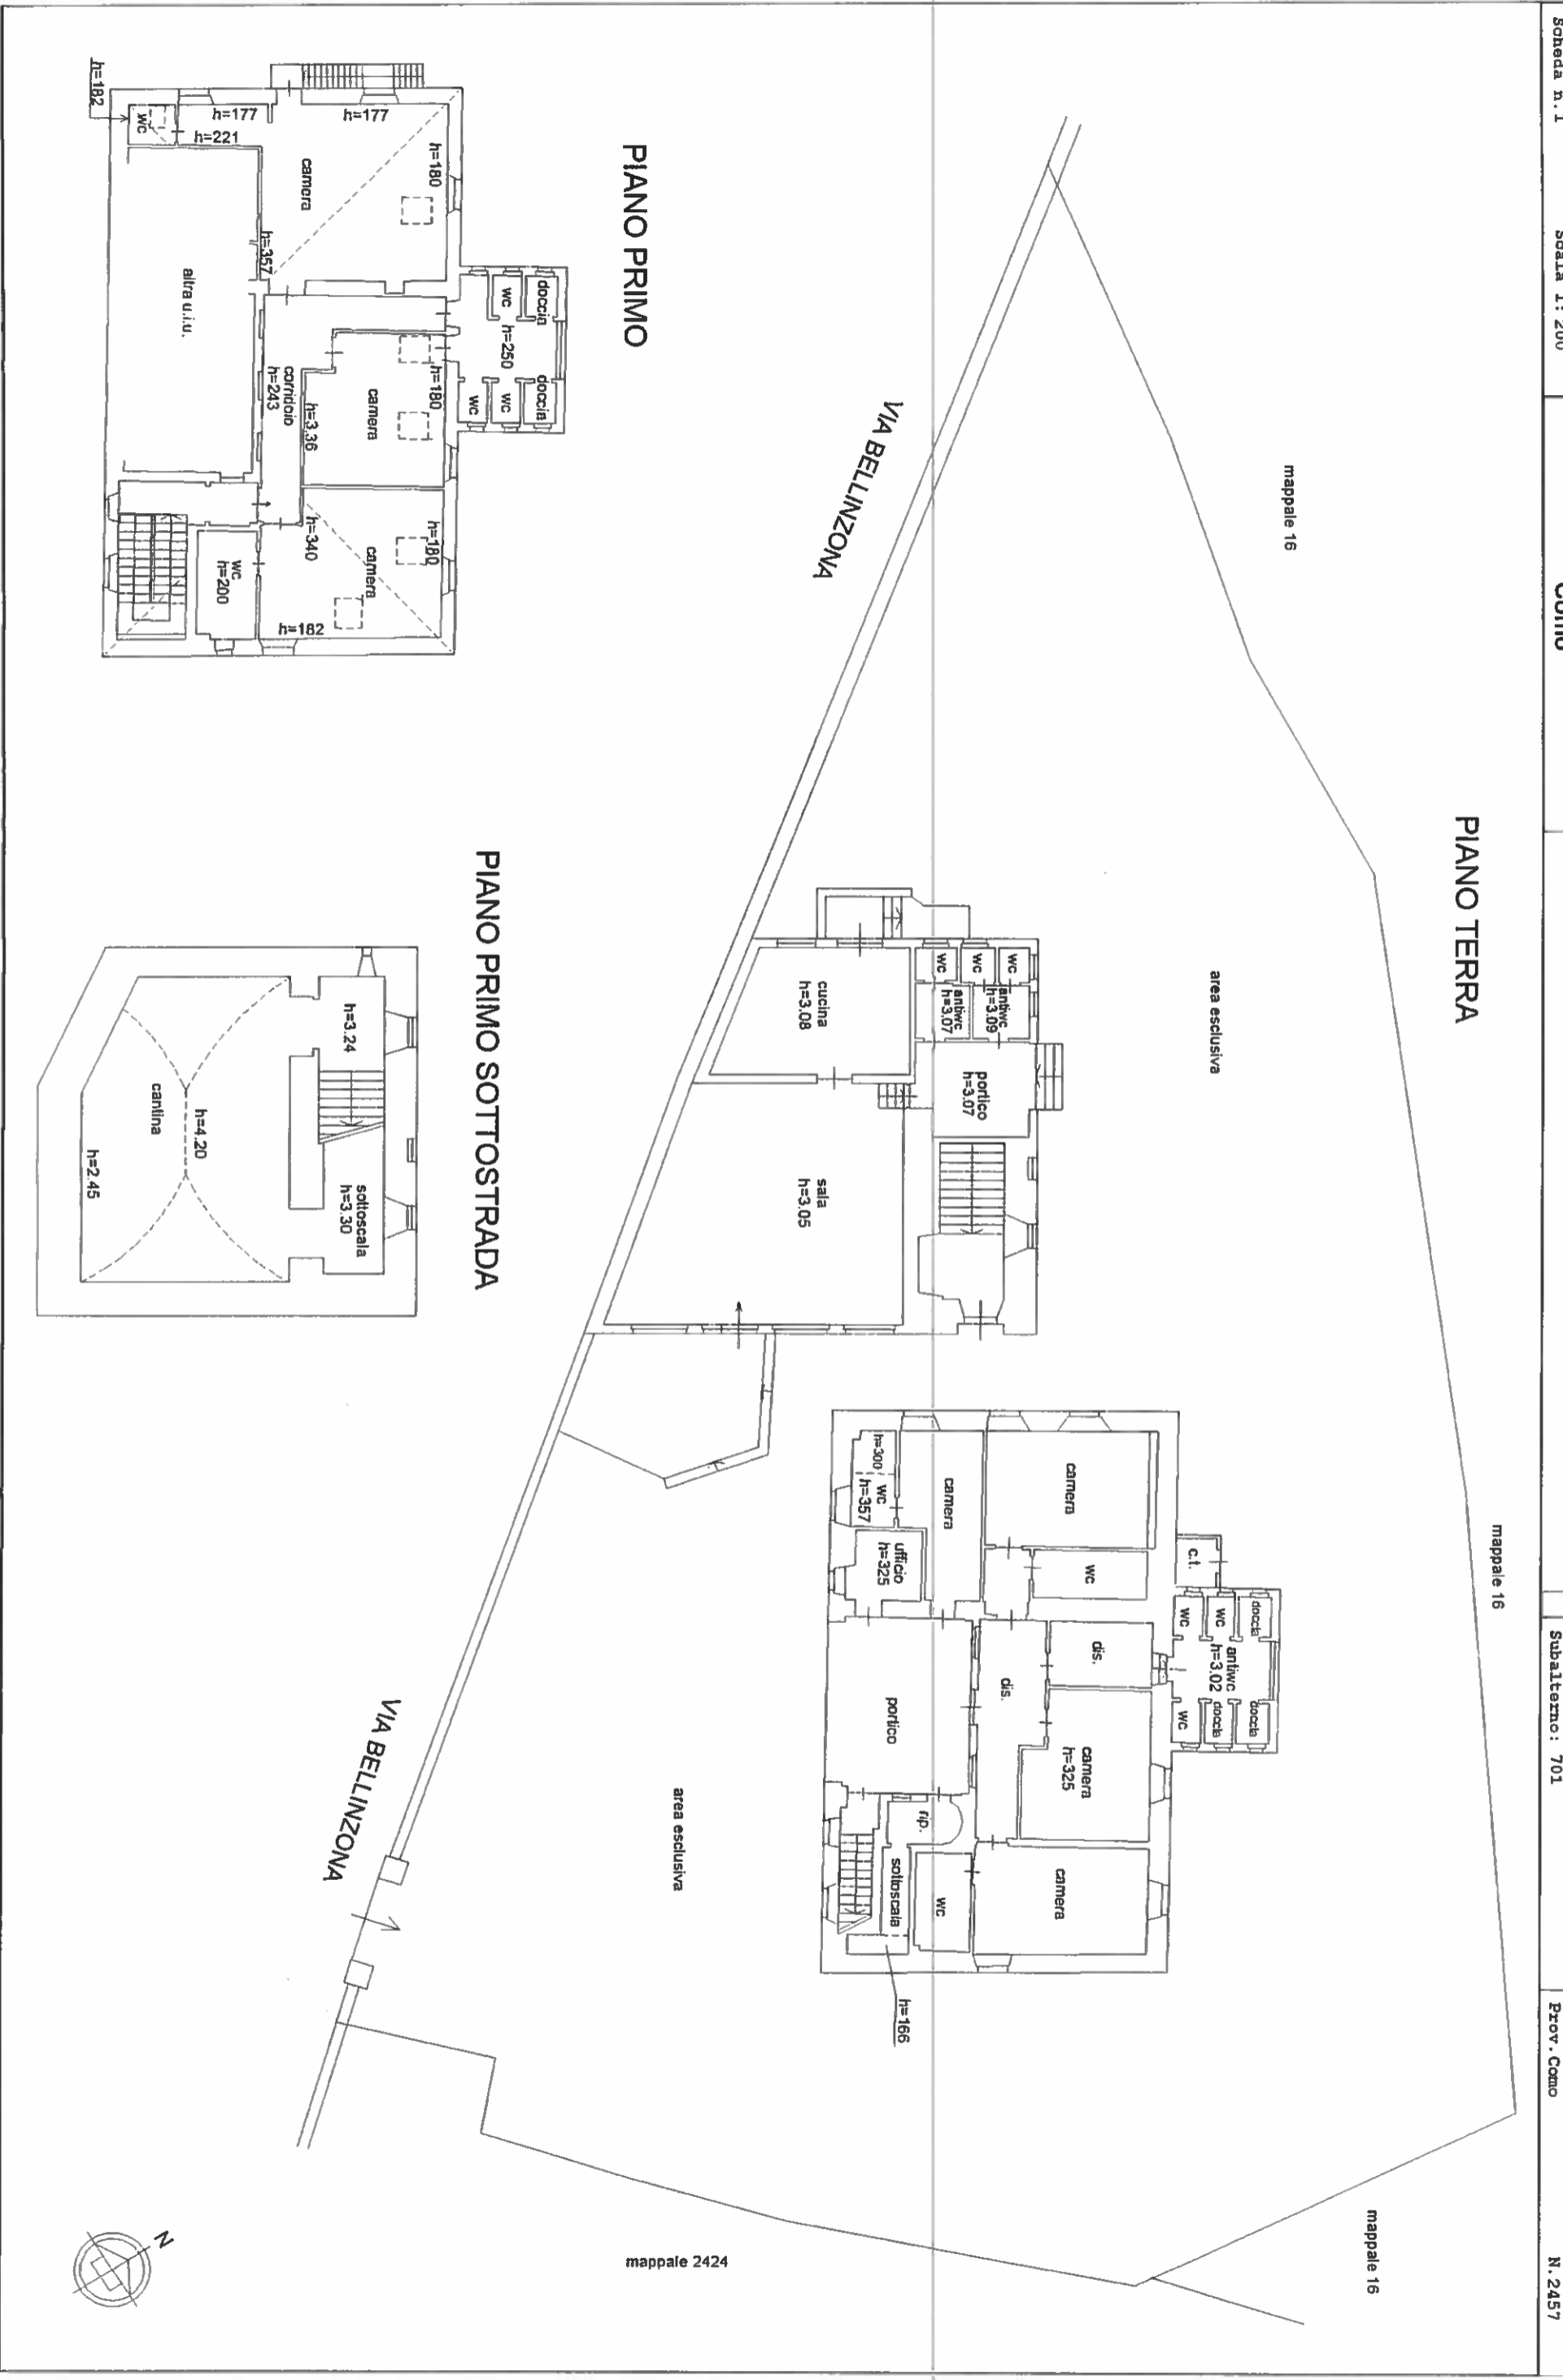 Scheda n.1
Scala 1: 200
Como
Subalterno: 701
Prov.Como
N.2457
PIANO TERRA
mappale 16
mappale 16
mappale 16
area esclusiva
wc
wc
wc
antiwc
h=3.09
antiwc
h=3.07
portico
h=3.07
cucina
h=3.08
sala
h=3.05
c.t.
doccia
wc
wc
antiwc
h=3.02
doccia
doccia
wc
camera
wc
dis.
camera
h=325
camera
camera
dis.
wc
h=300
wc
h=357
ufficio
h=325
portico
rip.
sottoscala
h=166
VIA BELLINZONA
area esclusiva
VIA BELLINZONA
mappale 2424
N
PIANO PRIMO
doccia
doccia
wc
h=250
wc
wc
h=180
h=180
h=180
h=177
h=177
h=221
h=182
wc
camera
camera
camera
h=357
h=3.36
h=340
corridoio
h=243
altra u.i.u.
wc
h=200
h=182
PIANO PRIMO SOTTOSTRADA
h=3.24
sottoscala
h=3.30
h=4.20
cantina
h=2.45